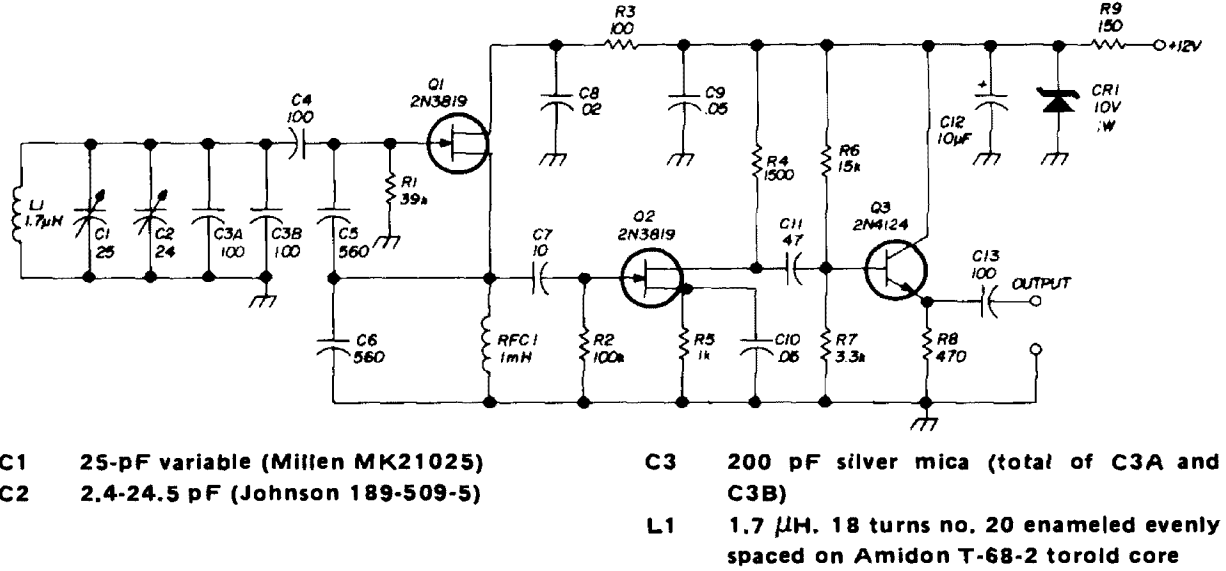 R3
100
R9
150
+12V
Q1
2N3819
C4
100
C8
.02
C9
.05
C12
10µF
+
CR1
10V
1W
R4
1500
R6
15k
L1
1.7µH
C1
25
C2
24
C3A
100
C3B
100
C5
560
R1
39k
C7
10
Q2
2N3819
C11
47
Q3
2N4124
C13
100
OUTPUT
C6
560
RFC1
1mH
R2
100k
R5
1k
C10
.05
R7
3.3k
R8
470
C1 25-pF variable (Millen MK21025)
C2 2.4-24.5 pF (Johnson 189-509-5)
C3 200 pF silver mica (total of C3A and
C3B)
L1 1.7 µH. 18 turns no. 20 enameled evenly
spaced on Amidon T-68-2 toroid core